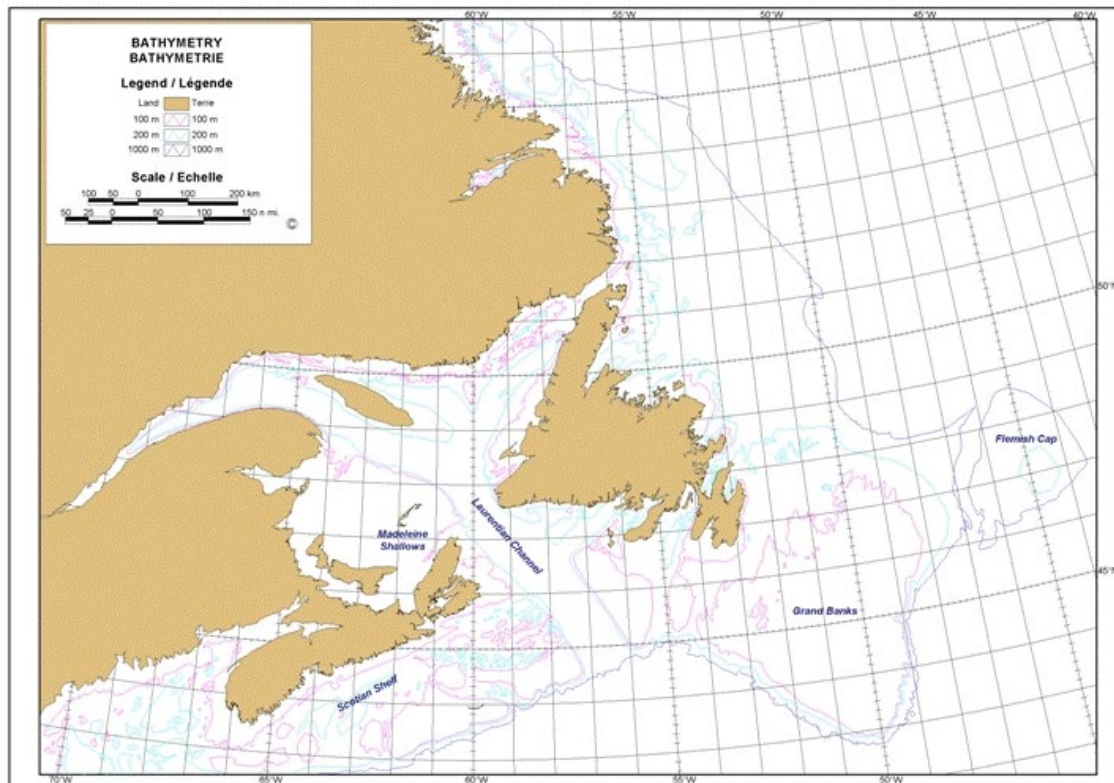 60°W 55°W 50°W 45°W 40°W
BATHYMETRY
BATHYMETRIE
Legend / Légende
Land Terre
100 m 100 m
200 m 200 m
1000 m 1000 m
Scale / Echelle
100 50 0 100 200 km
50 25 0 50 100 150 n mi.
©
50°N
Flemish Cap
Laurentian Channel
Madeleine
Shallows
45°N
Grand Banks
Scotian Shelf
70°W 65°W 60°W 55°W 50°W